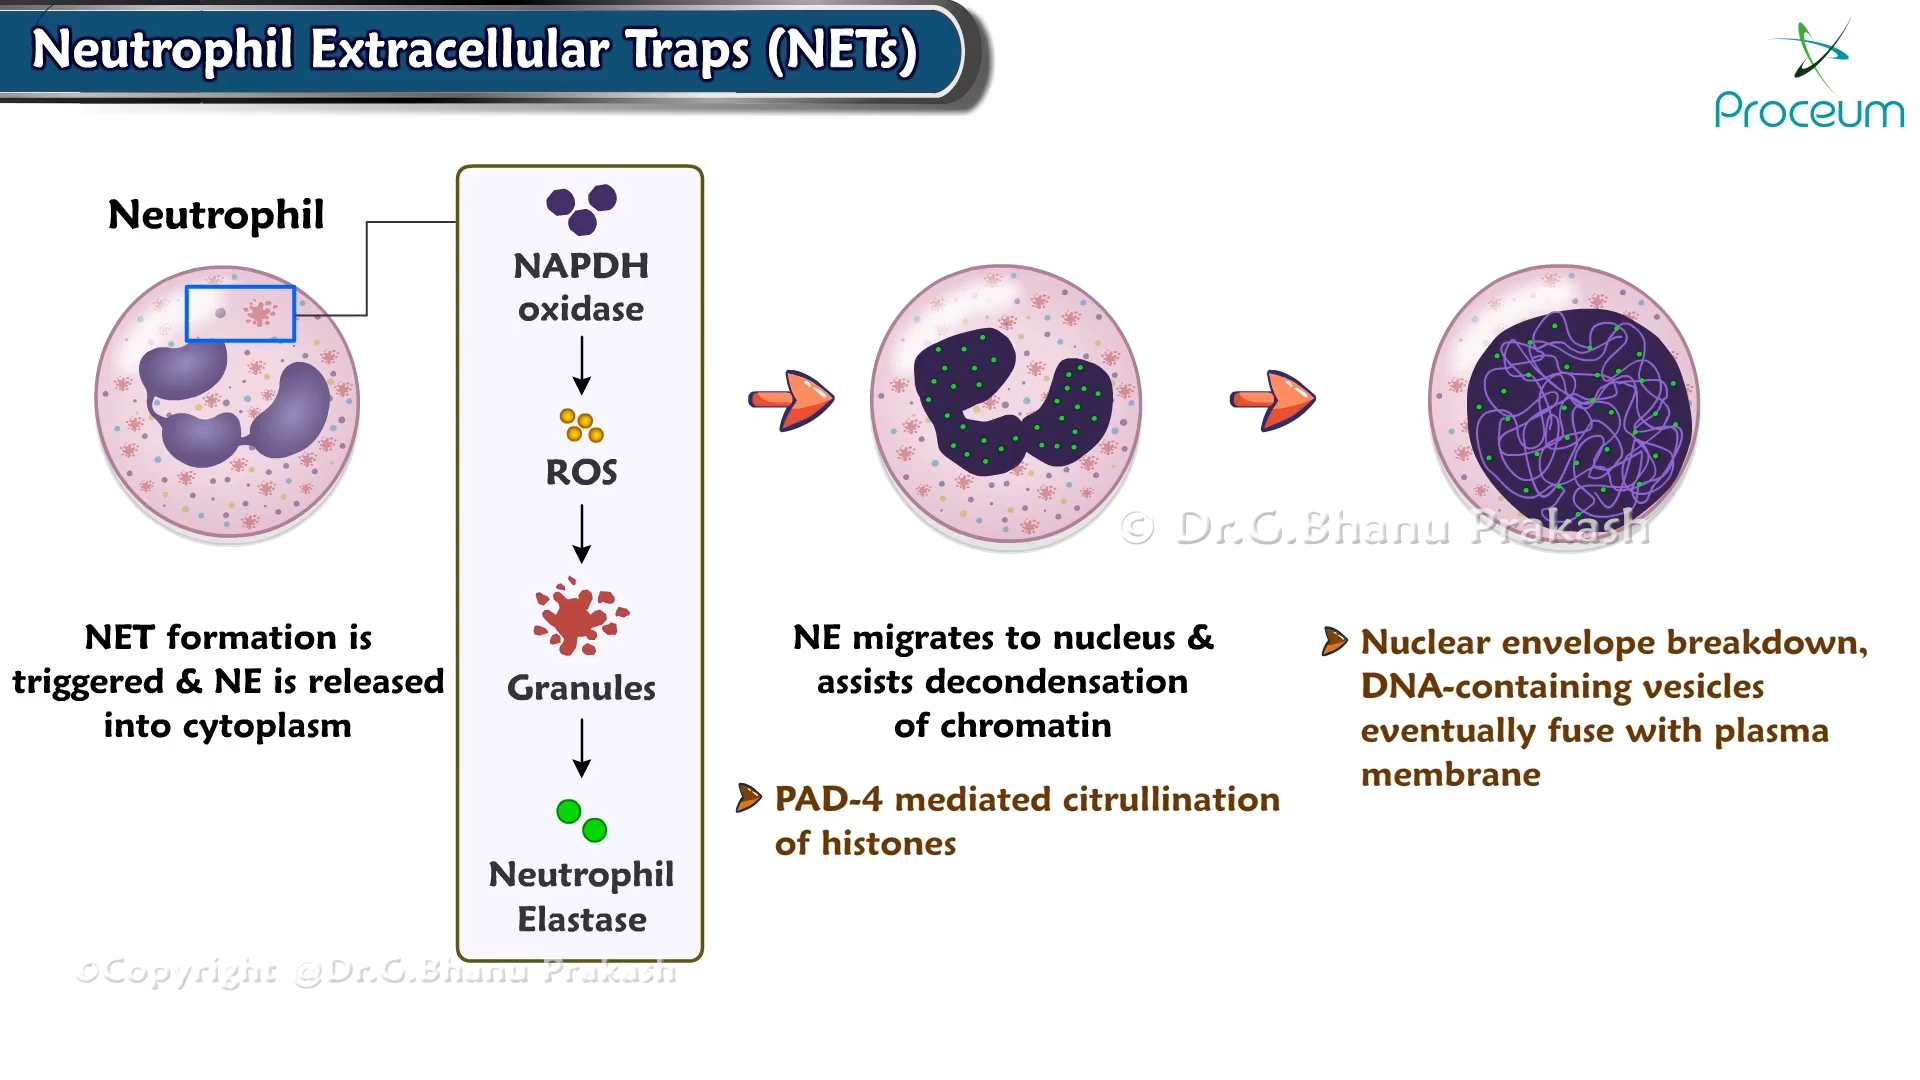 Neutrophil Extracellular Traps (NETs)
Proceum
Neutrophil
NAPDH
oxidase
ROS
Granules
Neutrophil
Elastase
NET formation is
triggered & NE is released
into cytoplasm
NE migrates to nucleus &
assists decondensation
of chromatin
PAD-4 mediated citrullination
of histones
Nuclear envelope breakdown,
DNA-containing vesicles
eventually fuse with plasma
membrane
© Dr.G.Bhanu Prakash
©Copyright @Dr.G.Bhanu Prakash